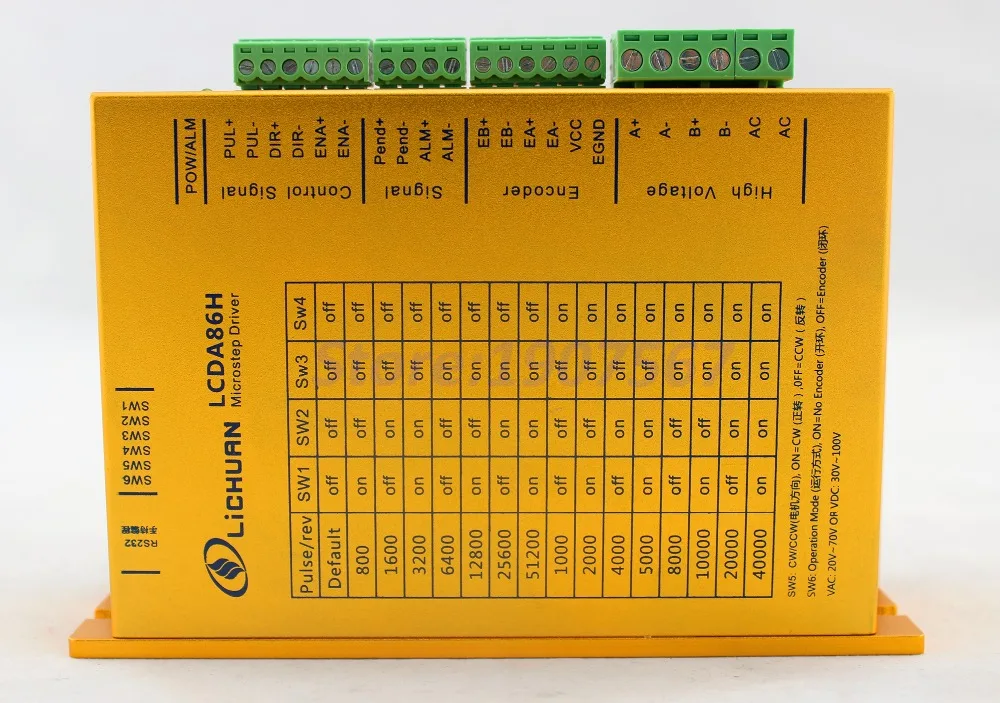 POW/ALM
PUL+
PUL-
DIR+
DIR-
ENA+
ENA-
Control Signal
Pend+
Pend-
ALM+
ALM-
Signal
EB+
EB-
EA+
EA-
VCC
EGND
Encoder
A+
A-
B+
B-
AC
AC
High Voltage
SW1
SW2
SW3
SW4
SW5
SW6
RS232
手持编程
LiCHUAN LCDA86H
Microstep Driver
Pulse/rev SW1 SW2 Sw3 Sw4
Default off off off off
800 on off off off
1600 off on off off
3200 on on off off
6400 off off on off
12800 on off on off
25600 off on on off
51200 on on on off
1000 off off off on
2000 on off off on
4000 off on off on
5000 on on off on
8000 off off on on
10000 on off on on
20000 off on on on
40000 on on on on
SW5: CW/CCW(电机方向), ON=CW (正转) ,OFF=CCW ( 反转 )
SW6: Operation Mode (运行方式), ON=No Encoder (开环), OFF=Encoder (闭环)
VAC: 20V~70V OR VDC: 30V~100V